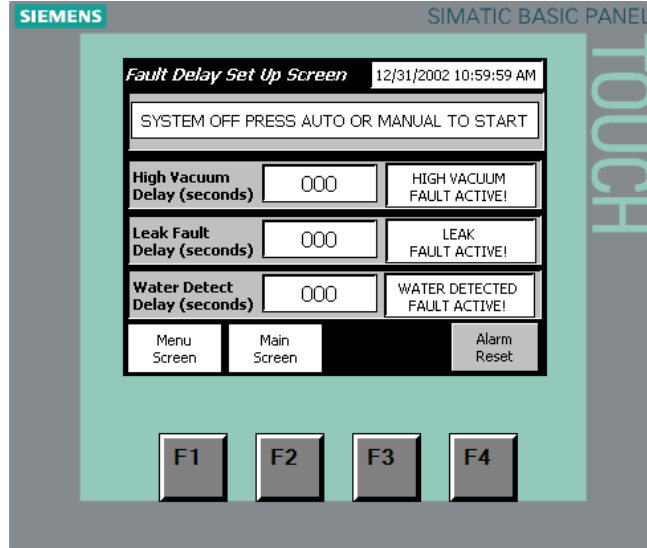 SIEMENS
SIMATIC BASIC PANEL
TOUCH
Fault Delay Set Up Screen
12/31/2002 10:59:59 AM
SYSTEM OFF PRESS AUTO OR MANUAL TO START
High Vacuum
Delay (seconds)
000
HIGH VACUUM
FAULT ACTIVE!
Leak Fault
Delay (seconds)
000
LEAK
FAULT ACTIVE!
Water Detect
Delay (seconds)
000
WATER DETECTED
FAULT ACTIVE!
Menu
Screen
Main
Screen
Alarm
Reset
F1
F2
F3
F4